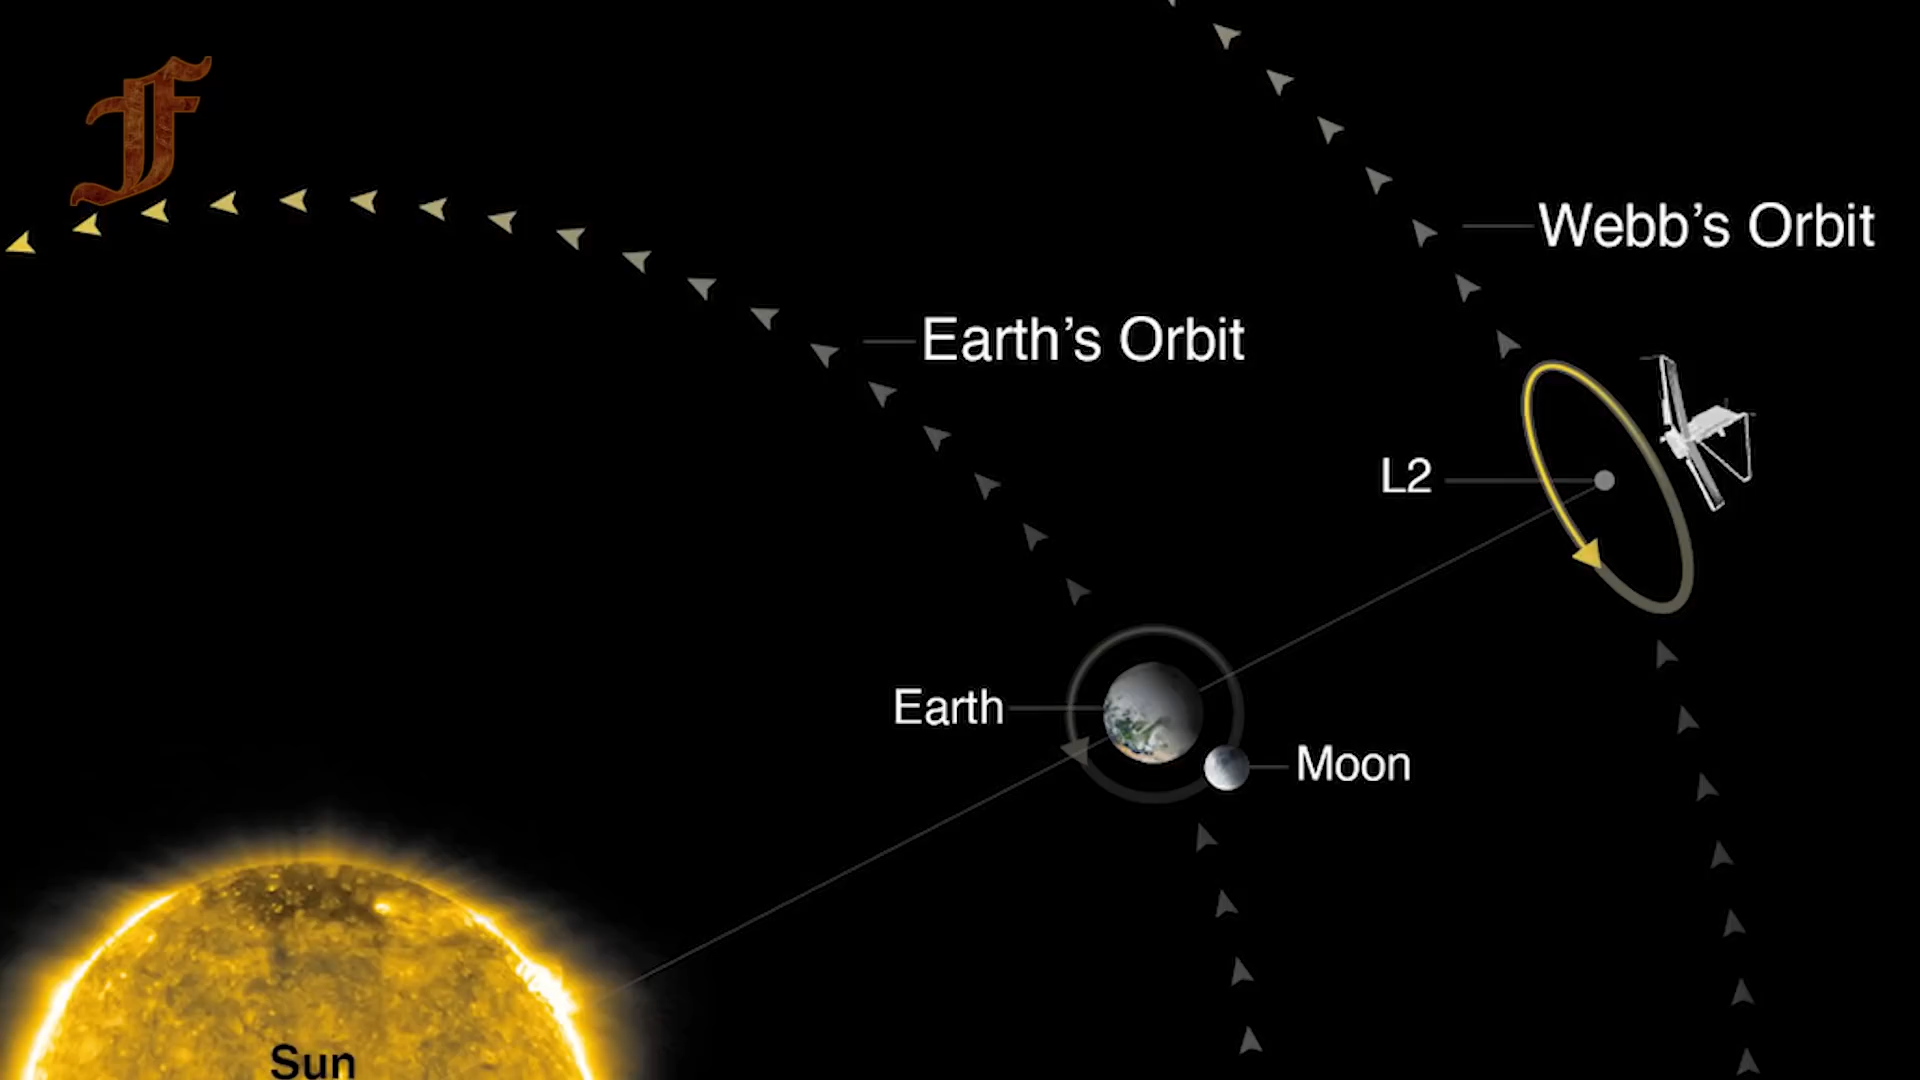 F
Webb’s Orbit
Earth’s Orbit
L2
Earth
Moon
Sun